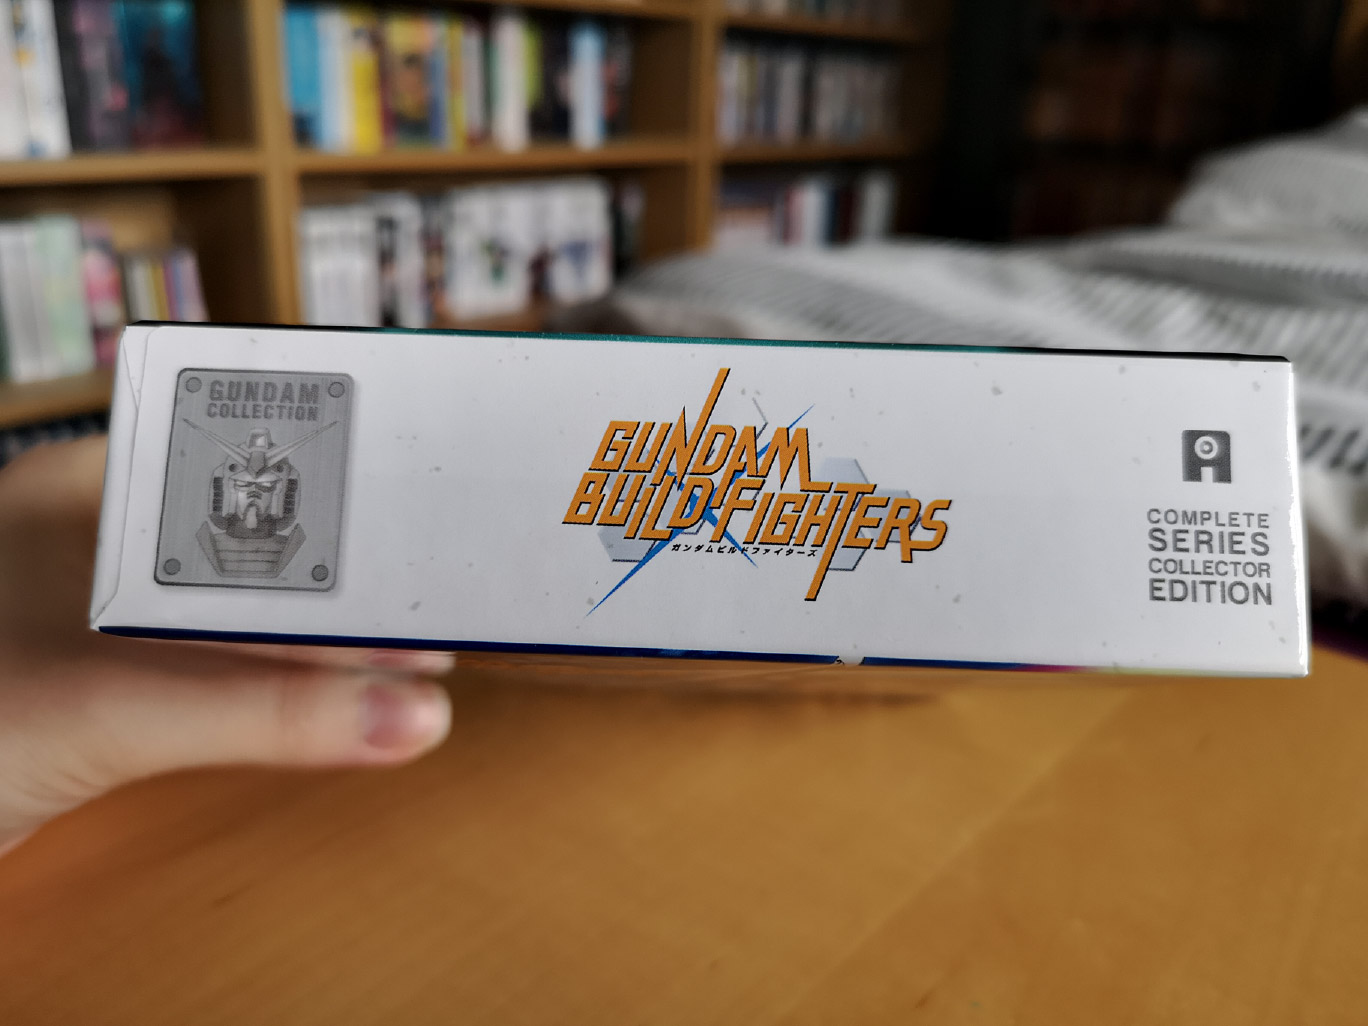 GUNDAM
COLLECTION
GUNDAM
BUILD FIGHTERS
ガンダムビルドファイターズ
COMPLETE
SERIES
COLLECTOR
EDITION